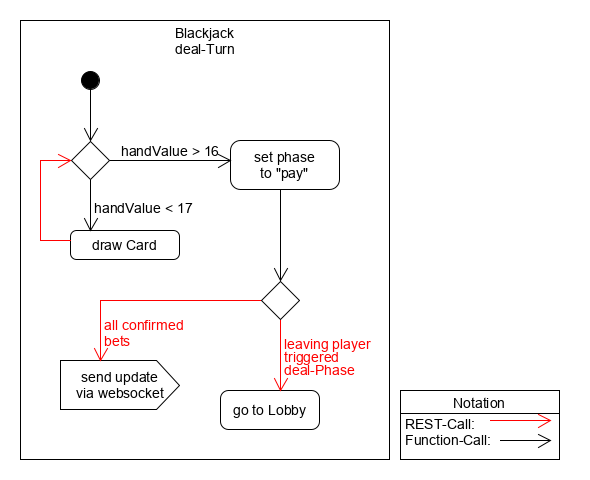 Blackjack
deal-Turn
handValue > 16
set phase
to "pay"
handValue < 17
draw Card
all confirmed
bets
leaving player
triggered
deal-Phase
send update
via websocket
go to Lobby
Notation
REST-Call:
Function-Call: